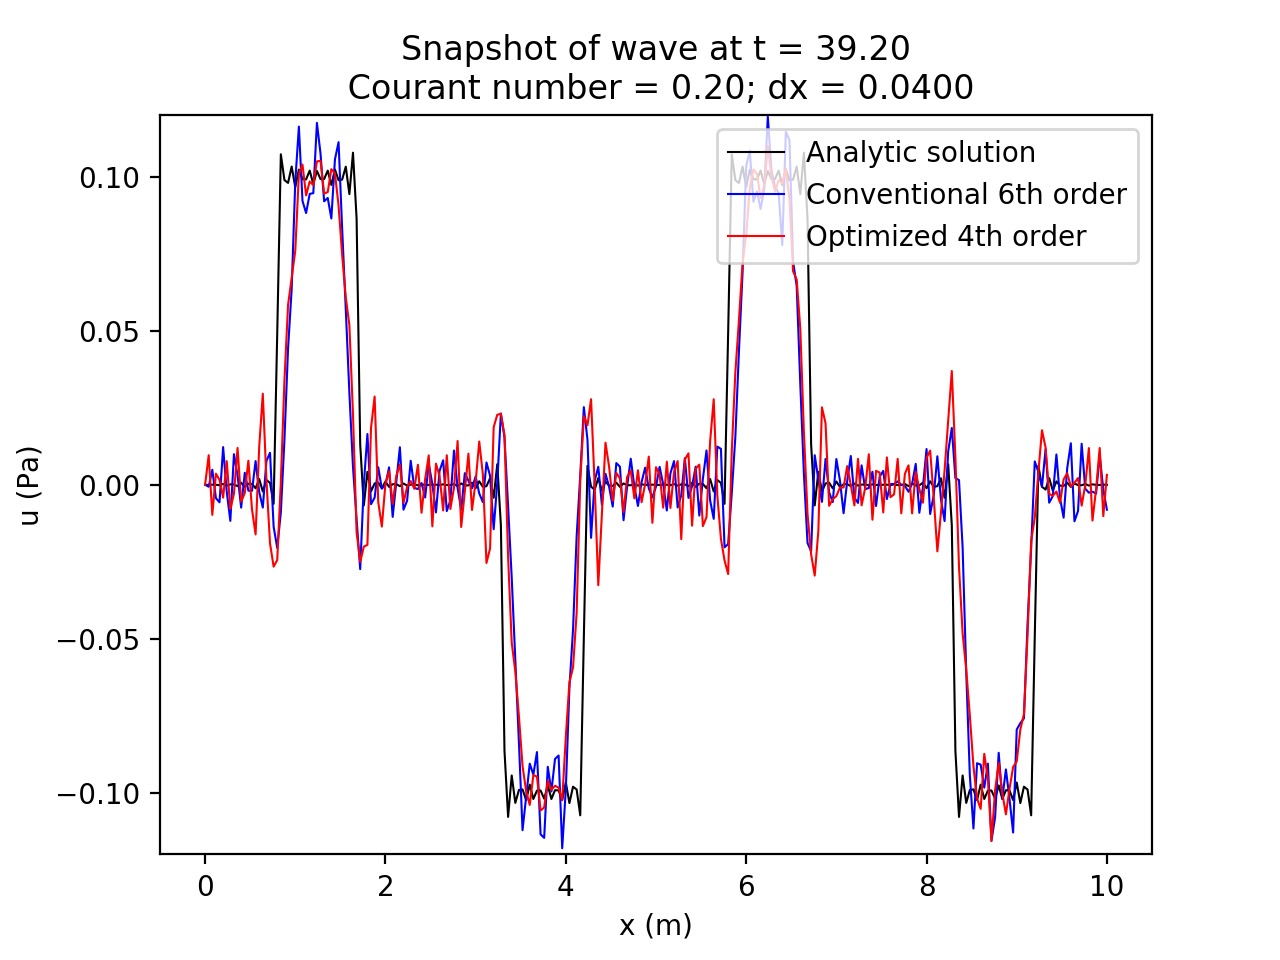 Snapshot of wave at t = 39.20
Courant number = 0.20; dx = 0.0400
Analytic solution
Conventional 6th order
Optimized 4th order
0.10
0.05
0.00
−0.05
−0.10
u (Pa)
0 2 4 6 8 10
x (m)